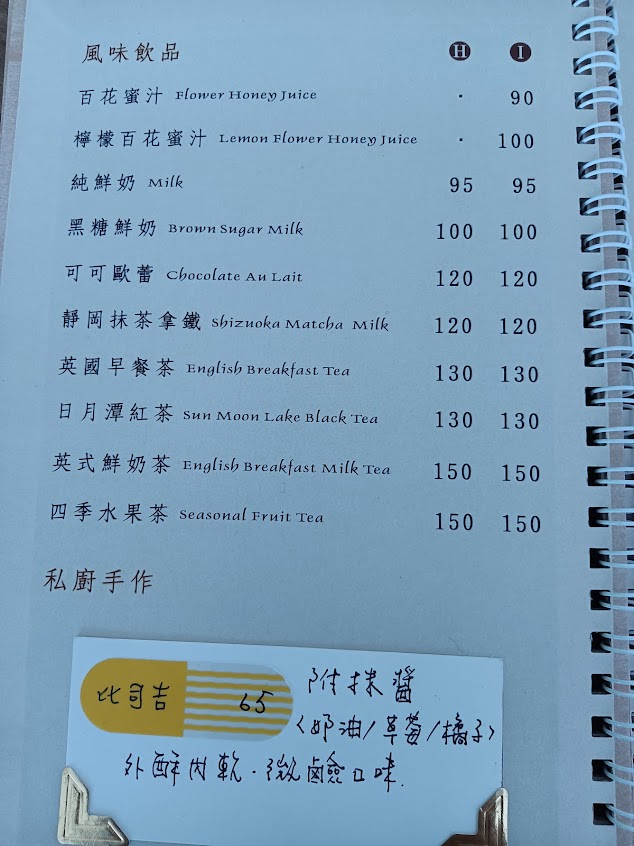 風味飲品 H I
百花蜜汁 Flower Honey Juice · 90
檸檬百花蜜汁 Lemon Flower Honey Juice · 100
純鮮奶 Milk 95 95
黑糖鮮奶 Brown Sugar Milk 100 100
可可歐蕾 Chocolate Au Lait 120 120
靜岡抹茶拿鐵 Shizuoka Matcha Milk 120 120
英國早餐茶 English Breakfast Tea 130 130
日月潭紅茶 Sun Moon Lake Black Tea 130 130
英式鮮奶茶 English Breakfast Milk Tea 150 150
四季水果茶 Seasonal Fruit Tea 150 150
私廚手作
比司吉 65 附抹醬
<奶油/草莓/橘子>
外酥內軟·微鹹鹼口味.